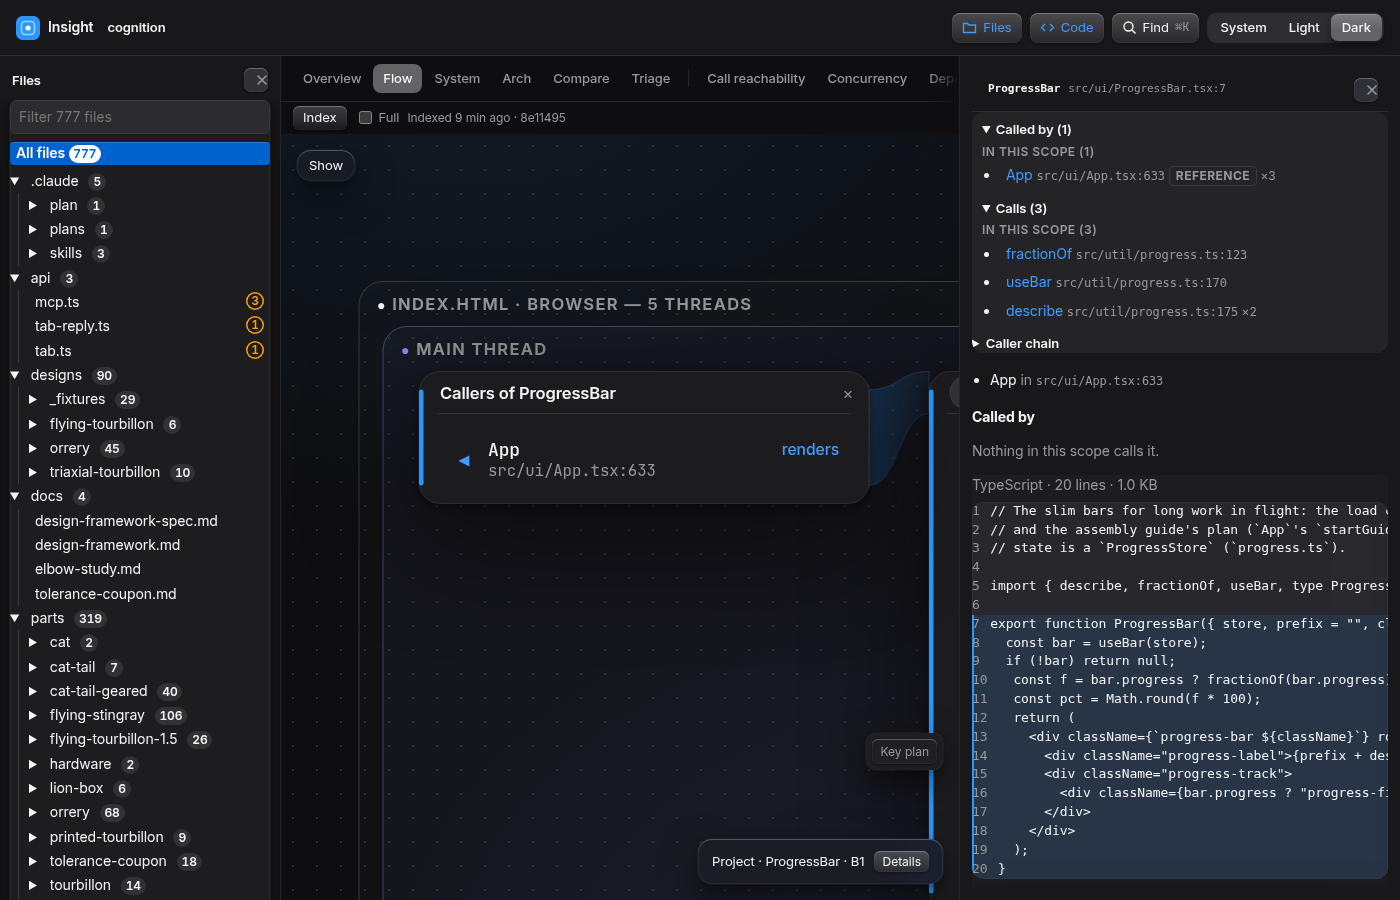 Insight cognition
Files Code Find ⌘K System Light Dark
Files
Filter 777 files
All files 777
.claude 5
plan 1
plans 1
skills 3
api 3
mcp.ts 3
tab-reply.ts 1
tab.ts 1
designs 90
_fixtures 29
flying-tourbillon 6
orrery 45
triaxial-tourbillon 10
docs 4
design-framework-spec.md
design-framework.md
elbow-study.md
tolerance-coupon.md
parts 319
cat 2
cat-tail 7
cat-tail-geared 40
flying-stingray 106
flying-tourbillon-1.5 26
hardware 2
lion-box 6
orrery 68
printed-tourbillon 9
tolerance-coupon 18
tourbillon 14
Overview Flow System Arch Compare Triage Call reachability Concurrency Dep
Index Full Indexed 9 min ago · 8e11495
Show
INDEX.HTML · BROWSER — 5 THREADS
MAIN THREAD
Callers of ProgressBar ×
App renders
src/ui/App.tsx:633
Key plan
Project · ProgressBar · B1 Details
ProgressBar src/ui/ProgressBar.tsx:7
Called by (1)
IN THIS SCOPE (1)
App src/ui/App.tsx:633 REFERENCE ×3
Calls (3)
IN THIS SCOPE (3)
fractionOf src/util/progress.ts:123
useBar src/util/progress.ts:170
describe src/util/progress.ts:175 ×2
Caller chain
App in src/ui/App.tsx:633
Called by
Nothing in this scope calls it.
TypeScript · 20 lines · 1.0 KB
1 // The slim bars for long work in flight: the load
2 // and the assembly guide's plan (`App`'s `startGuid
3 // state is a `ProgressStore` (`progress.ts`).
4
5 import { describe, fractionOf, useBar, type Progres
6
7 export function ProgressBar({ store, prefix = "", cl
8 const bar = useBar(store);
9 if (!bar) return null;
10 const f = bar.progress ? fractionOf(bar.progress)
11 const pct = Math.round(f * 100);
12 return (
13 <div className={`progress-bar ${className}`} ro
14 <div className="progress-label">{prefix + des
15 <div className="progress-track">
16 <div className={bar.progress ? "progress-fi
17 </div>
18 </div>
19 );
20 }